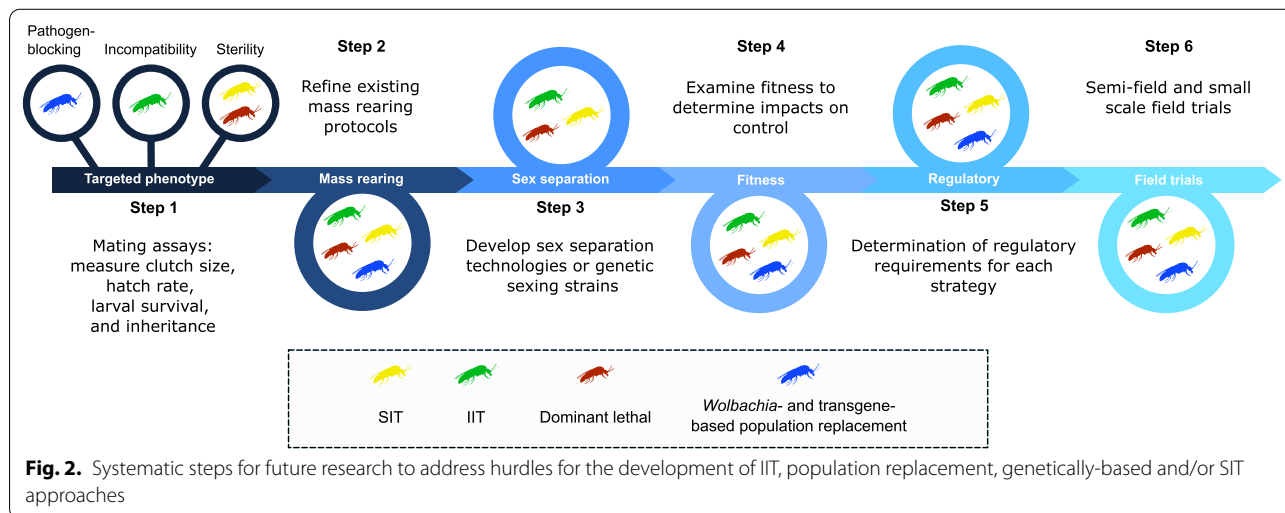 Pathogen-
blocking
Incompatibility
Sterility
Step 2
Refine existing
mass rearing
protocols
Step 4
Examine fitness to
determine impacts on
control
Step 6
Semi-field and small
scale field trials
Targeted phenotype
Mass rearing
Sex separation
Fitness
Regulatory
Field trials
Step 1
Mating assays:
measure clutch size,
hatch rate,
larval survival,
and inheritance
Step 3
Develop sex separation
technologies or genetic
sexing strains
Step 5
Determination of regulatory
requirements for each
strategy
SIT
IIT
Dominant lethal
Wolbachia- and transgene-
based population replacement
Fig. 2. Systematic steps for future research to address hurdles for the development of IIT, population replacement, genetically-based and/or SIT
approaches